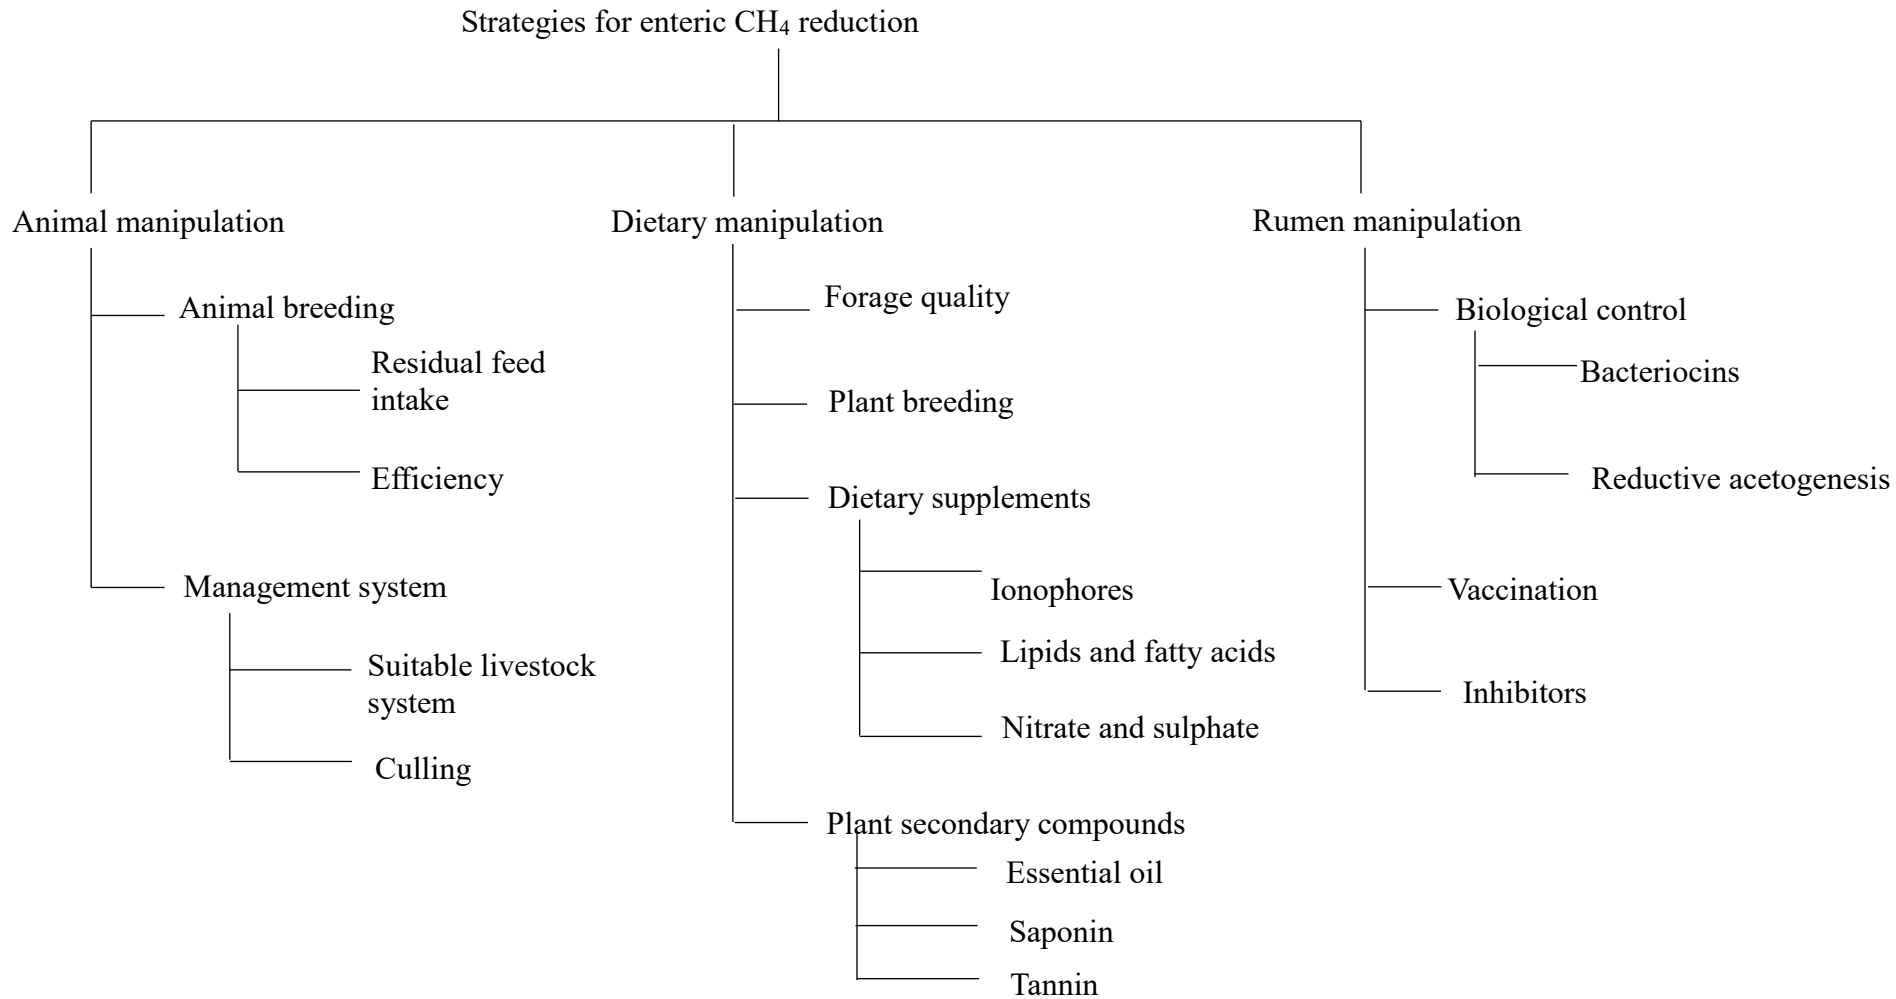 Strategies for enteric CH₄ reduction
Animal manipulation
Animal breeding
Residual feed
intake
Efficiency
Management system
Suitable livestock
system
Culling
Dietary manipulation
Forage quality
Plant breeding
Dietary supplements
Ionophores
Lipids and fatty acids
Nitrate and sulphate
Plant secondary compounds
Essential oil
Saponin
Tannin
Rumen manipulation
Biological control
Bacteriocins
Reductive acetogenesis
Vaccination
Inhibitors